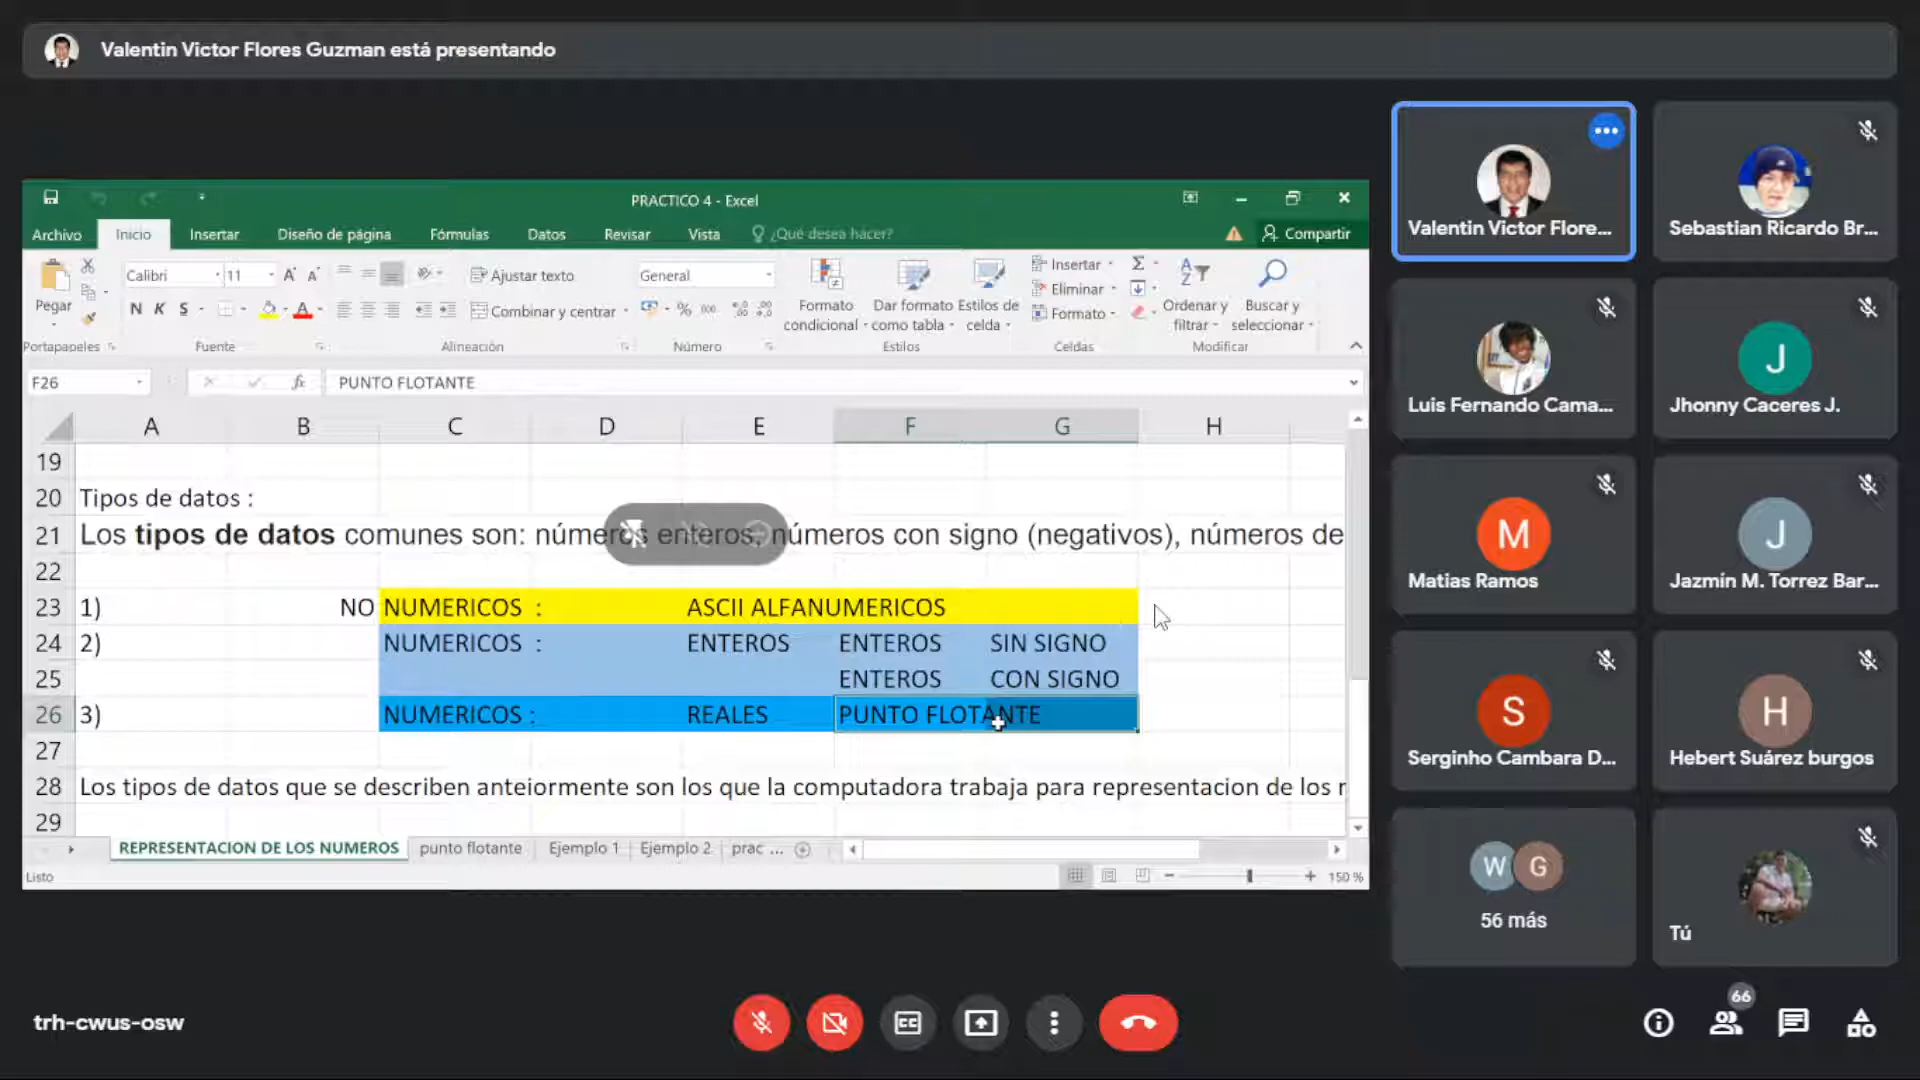 Valentin Victor Flores Guzman está presentando
PRACTICO 4 - Excel
Archivo Inicio Insertar Diseño de página Fórmulas Datos Revisar Vista ¿Qué desea hacer? Compartir
Pegar
Calibri 11
N K S
Ajustar texto
Combinar y centrar
General
% 000
Formato condicional
Dar formato como tabla
Estilos de celda
Insertar
Eliminar
Formato
Σ
Ordenar y filtrar
Buscar y seleccionar
Portapapeles Fuente Alineación Número Estilos Celdas Modificar
F26 fx PUNTO FLOTANTE
A B C D E F G H
19
20 Tipos de datos :
21 Los tipos de datos comunes son: números enteros, números con signo (negativos), números de
22
23 1) NO NUMERICOS : ASCII ALFANUMERICOS
24 2) NUMERICOS : ENTEROS ENTEROS SIN SIGNO
25 ENTEROS CON SIGNO
26 3) NUMERICOS : REALES PUNTO FLOTANTE
27
28 Los tipos de datos que se describen anteiormente son los que la computadora trabaja para representacion de los
29
REPRESENTACION DE LOS NUMEROS punto flotante Ejemplo 1 Ejemplo 2 prac ...
Listo 150 %
Valentin Victor Flore...
Sebastian Ricardo Br...
Luis Fernando Cama...
J
Jhonny Caceres J.
M
Matias Ramos
J
Jazmín M. Torrez Bar...
S
Serginho Cambara D...
H
Hebert Suárez burgos
W G
56 más
Tú
trh-cwus-osw
CC
66